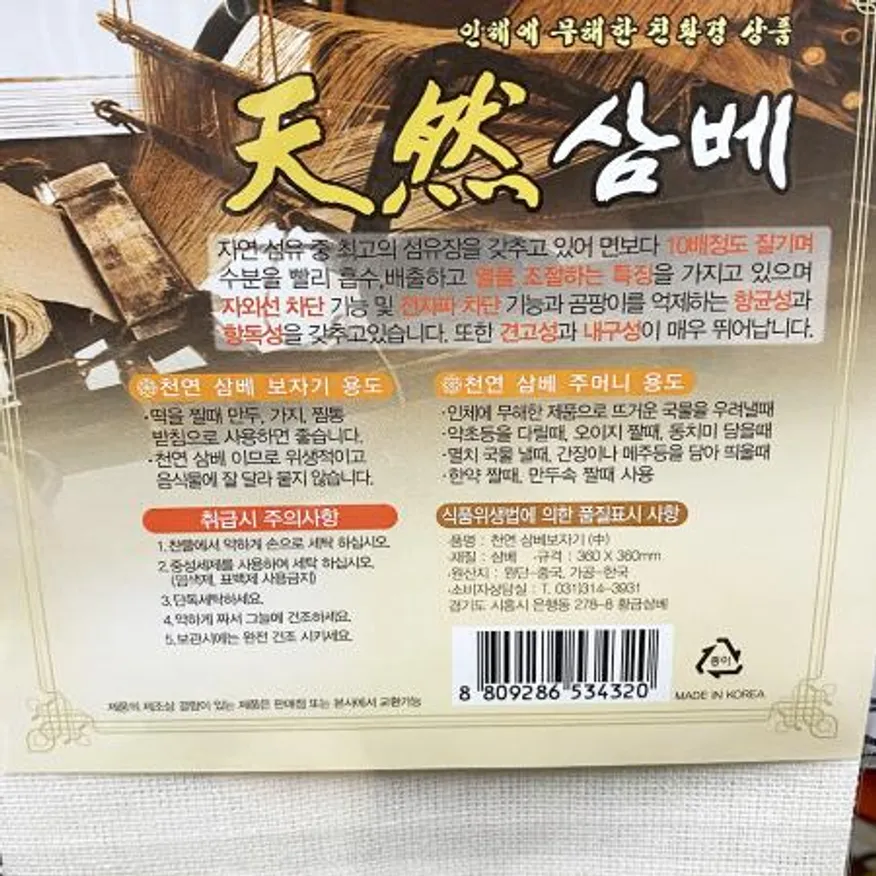 인체에 무해한 친환경 상품
天然 삼베
자연 섬유 중 최고의 섬유장을 갖추고 있어 면보다 10배정도 질기며
수분을 빨리 흡수,배출하고 열을 조절하는 특징을 가지고 있으며
자외선 차단 기능 및 전자파 차단 기능과 곰팡이를 억제하는 항균성과
항독성을 갖추고있습니다. 또한 견고성과 내구성이 매우 뛰어납니다.
천연 삼베 보자기 용도
·떡을 찔때 만두, 가지, 찜통
받침으로 사용하면 좋습니다.
·천연 삼베 이므로 위생적이고
음식물에 잘 달라 붙지 않습니다.
천연 삼베 주머니 용도
·인체에 무해한 제품으로 뜨거운 국물을 우려낼때
·약초등을 다릴때, 오이지 짤때, 동치미 담을때
·멸치 국물 낼때, 간장이나 메주등을 담아 띄울때
·한약 짤때, 만두속 짤때 사용
취급시 주의사항
1.찬물에서 약하게 손으로 세탁 하십시오.
2.중성세제를 사용하여 세탁 하십시오.
(염색제, 표백제 사용금지)
3.단독세탁하세요.
4.약하게 짜서 그늘에 건조하세요.
5.보관시에는 완전 건조 시키세요.
식품위생법에 의한 품질표시 사항
·품명 : 천연 삼베보자기 (中)
·재질 : 삼베 ·규격 : 360 X 360mm
·원산지 : 원단-중국, 가공-한국
·소비자상담실 : T. 031)314-3931
경기도 시흥시 은행동 278-8 황금삼베
8 809286 534320
종이
MADE IN KOREA
제품의 제조상 결함이 있는 제품은 판매점 또는 본사에서 교환가능